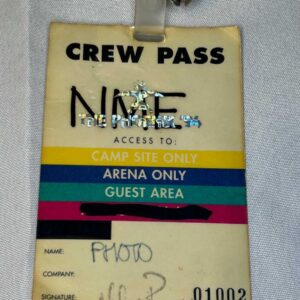 CREW PASS
NME
ACCESS TO:
CAMP SITE ONLY
ARENA ONLY
GUEST AREA
NAME: PHOTO
COMPANY:
SIGNATURE
01002